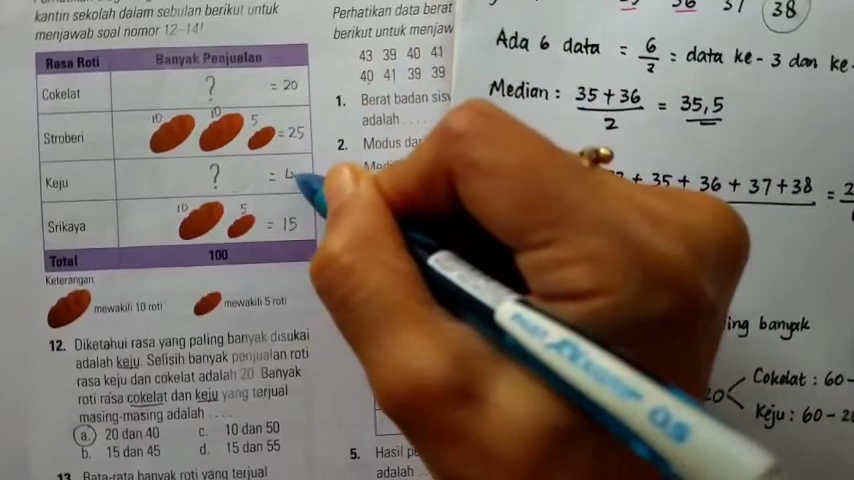 kantin sekolah dalam sebulan berikut untuk
menjawab soal nomor 12–14!
Rasa Roti Banyak Penjualan
Cokelat ? = 20
Stroberi 10 10 5 = 25
Keju ? = 4
Srikaya 10 5 = 15
Total 100
Keterangan:
mewakili 10 roti mewakili 5 roti
12. Diketahui rasa yang paling banyak disukai
adalah keju. Selisih banyak penjualan roti
rasa keju dan cokelat adalah 20. Banyak
roti rasa cokelat dan keju yang terjual
masing-masing adalah . . . .
a. 20 dan 40 c. 10 dan 50
b. 15 dan 45 d. 15 dan 55
13. Rata-rata banyak roti yang terjual
Perhatikan data berat
berikut untuk menjaw
43 39 40 41
40 41 39 39
1. Berat badan sis
adalah . . . .
2. Modus da
5. Hasil pe
adalah
36 37 38
Ada 6 data = 6/2 = data ke-3 dan ke-
Median : 35 + 36 / 2 = 35,5
+ 35 + 36 + 37 + 38 =
ing banyak
20 < Cokelat : 60-
Keju : 60-2